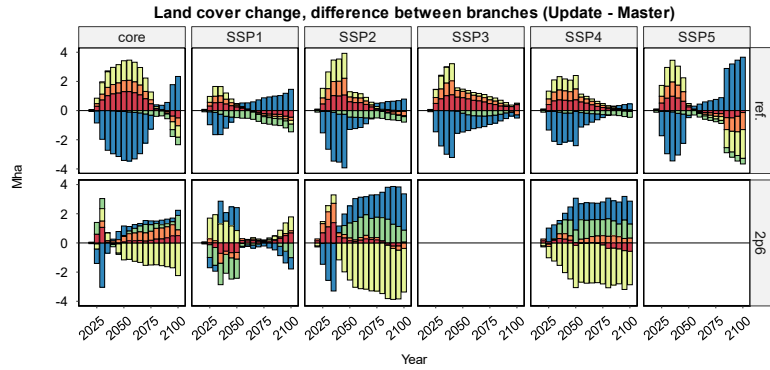 Land cover change, difference between branches (Update - Master)
core SSP1 SSP2 SSP3 SSP4 SSP5
4
2
0
2
-4
ref.
Mha
4
2
0
-2
-4
2p6
2025 2050 2075 2100 2025 2050 2075 2100 2025 2050 2075 2100 2025 2050 2075 2100 2025 2050 2075 2100 2025 2050 2075 2100
Year